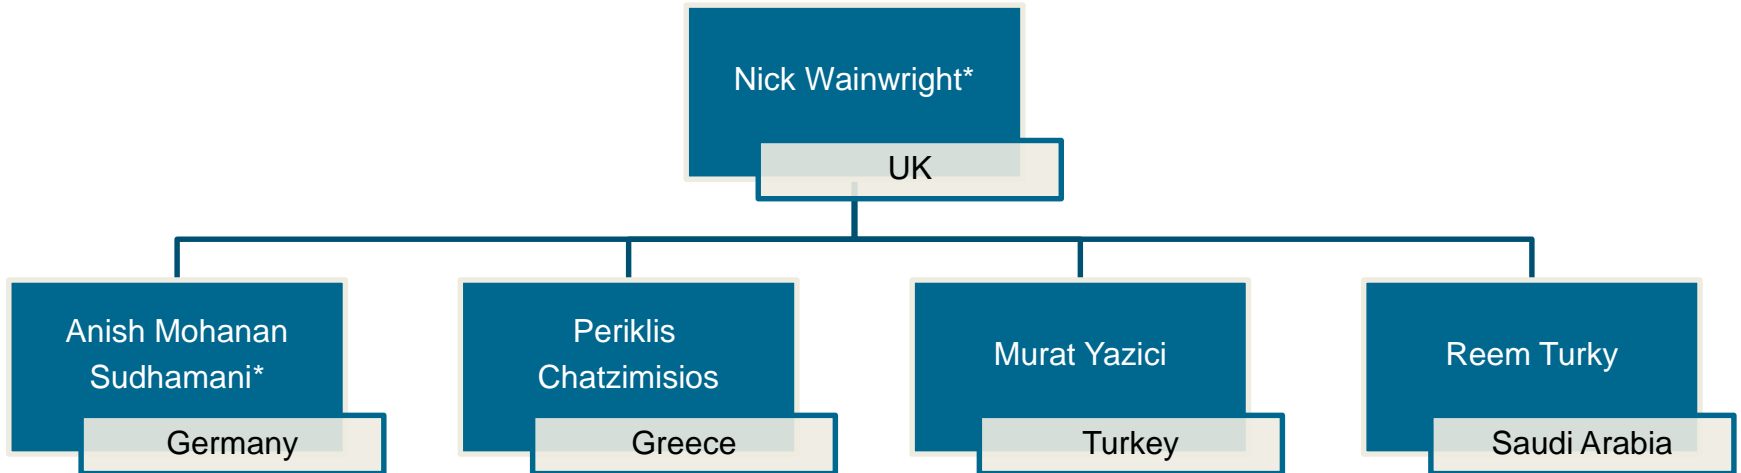 Nick Wainwright*
UK
Anish Mohanan
Sudhamani*
Germany
Periklis
Chatzimisios
Greece
Murat Yazici
Turkey
Reem Turky
Saudi Arabia